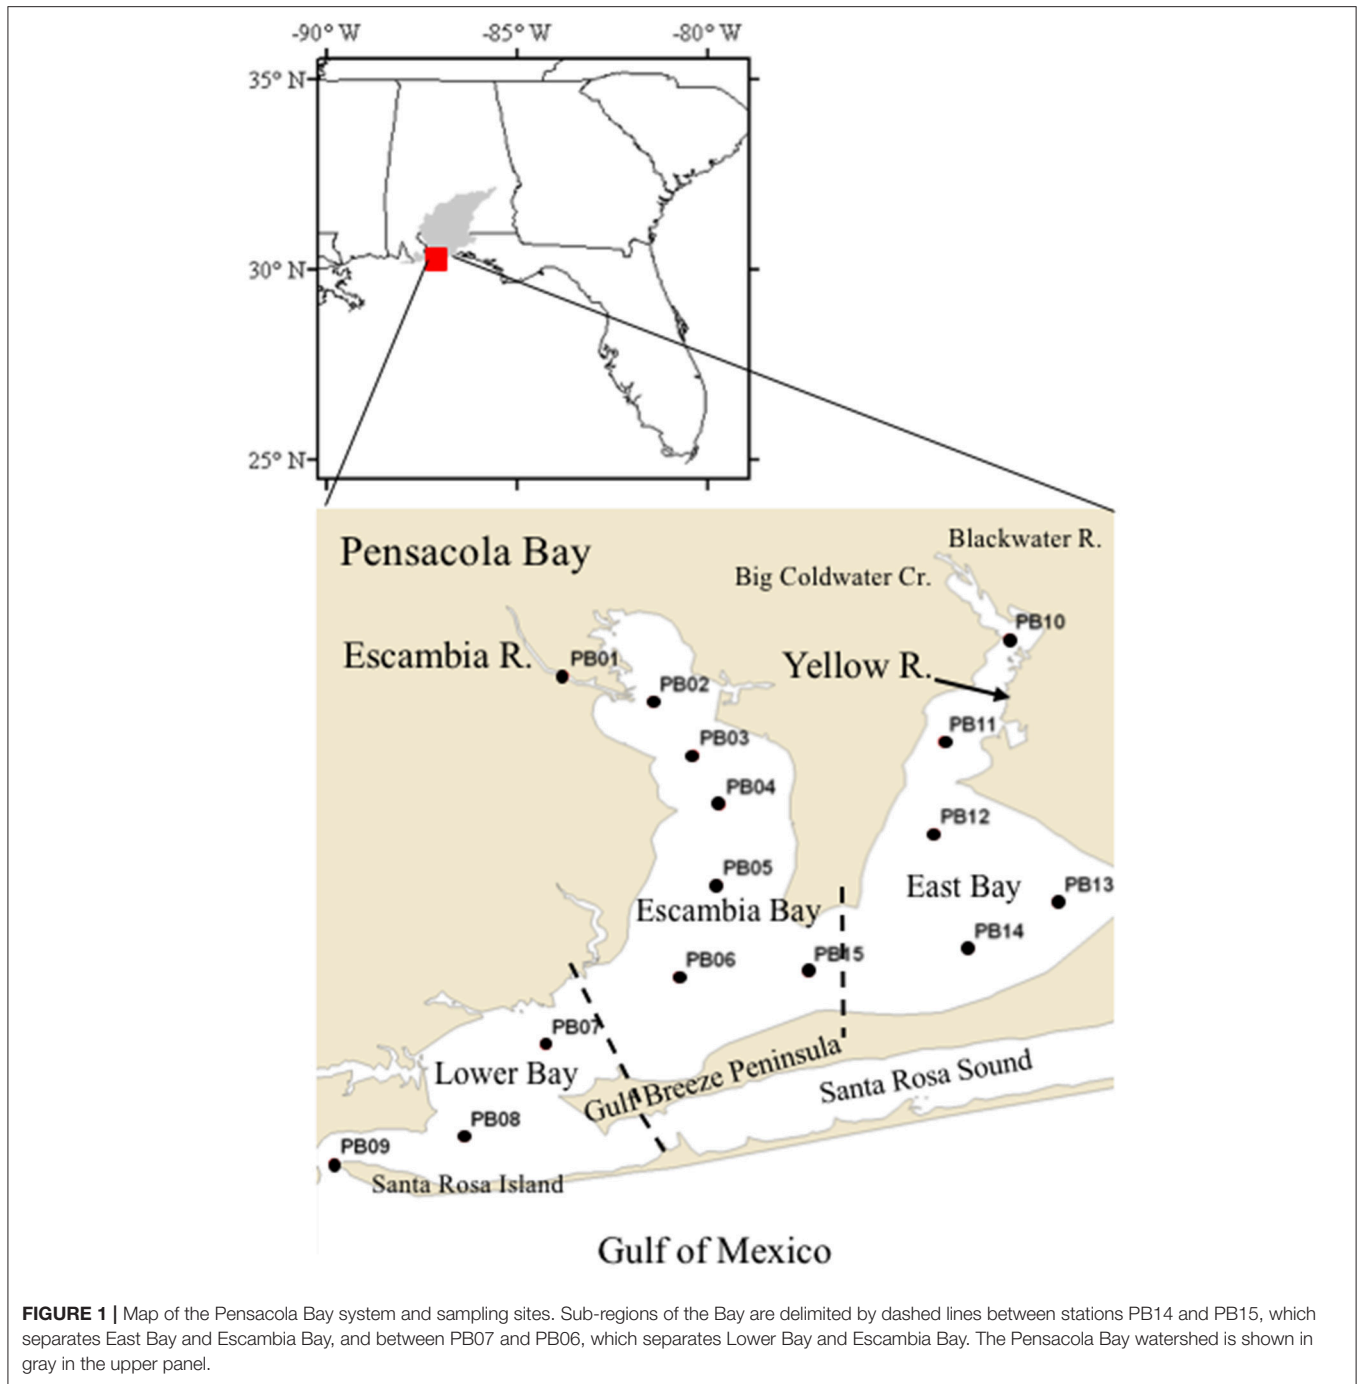 -90° W
-85° W
-80° W
35° N
30° N
25° N
Pensacola Bay
Blackwater R.
Big Coldwater Cr.
PB10
Escambia R.
PB01
Yellow R.
PB02
PB11
PB03
PB04
PB12
PB05
East Bay
PB13
Escambia Bay
PB14
PB06
PB15
PB07
Lower Bay
Gulf Breeze Peninsula
Santa Rosa Sound
PB08
PB09
Santa Rosa Island
Gulf of Mexico
FIGURE 1 | Map of the Pensacola Bay system and sampling sites. Sub-regions of the Bay are delimited by dashed lines between stations PB14 and PB15, which
separates East Bay and Escambia Bay, and between PB07 and PB06, which separates Lower Bay and Escambia Bay. The Pensacola Bay watershed is shown in
gray in the upper panel.